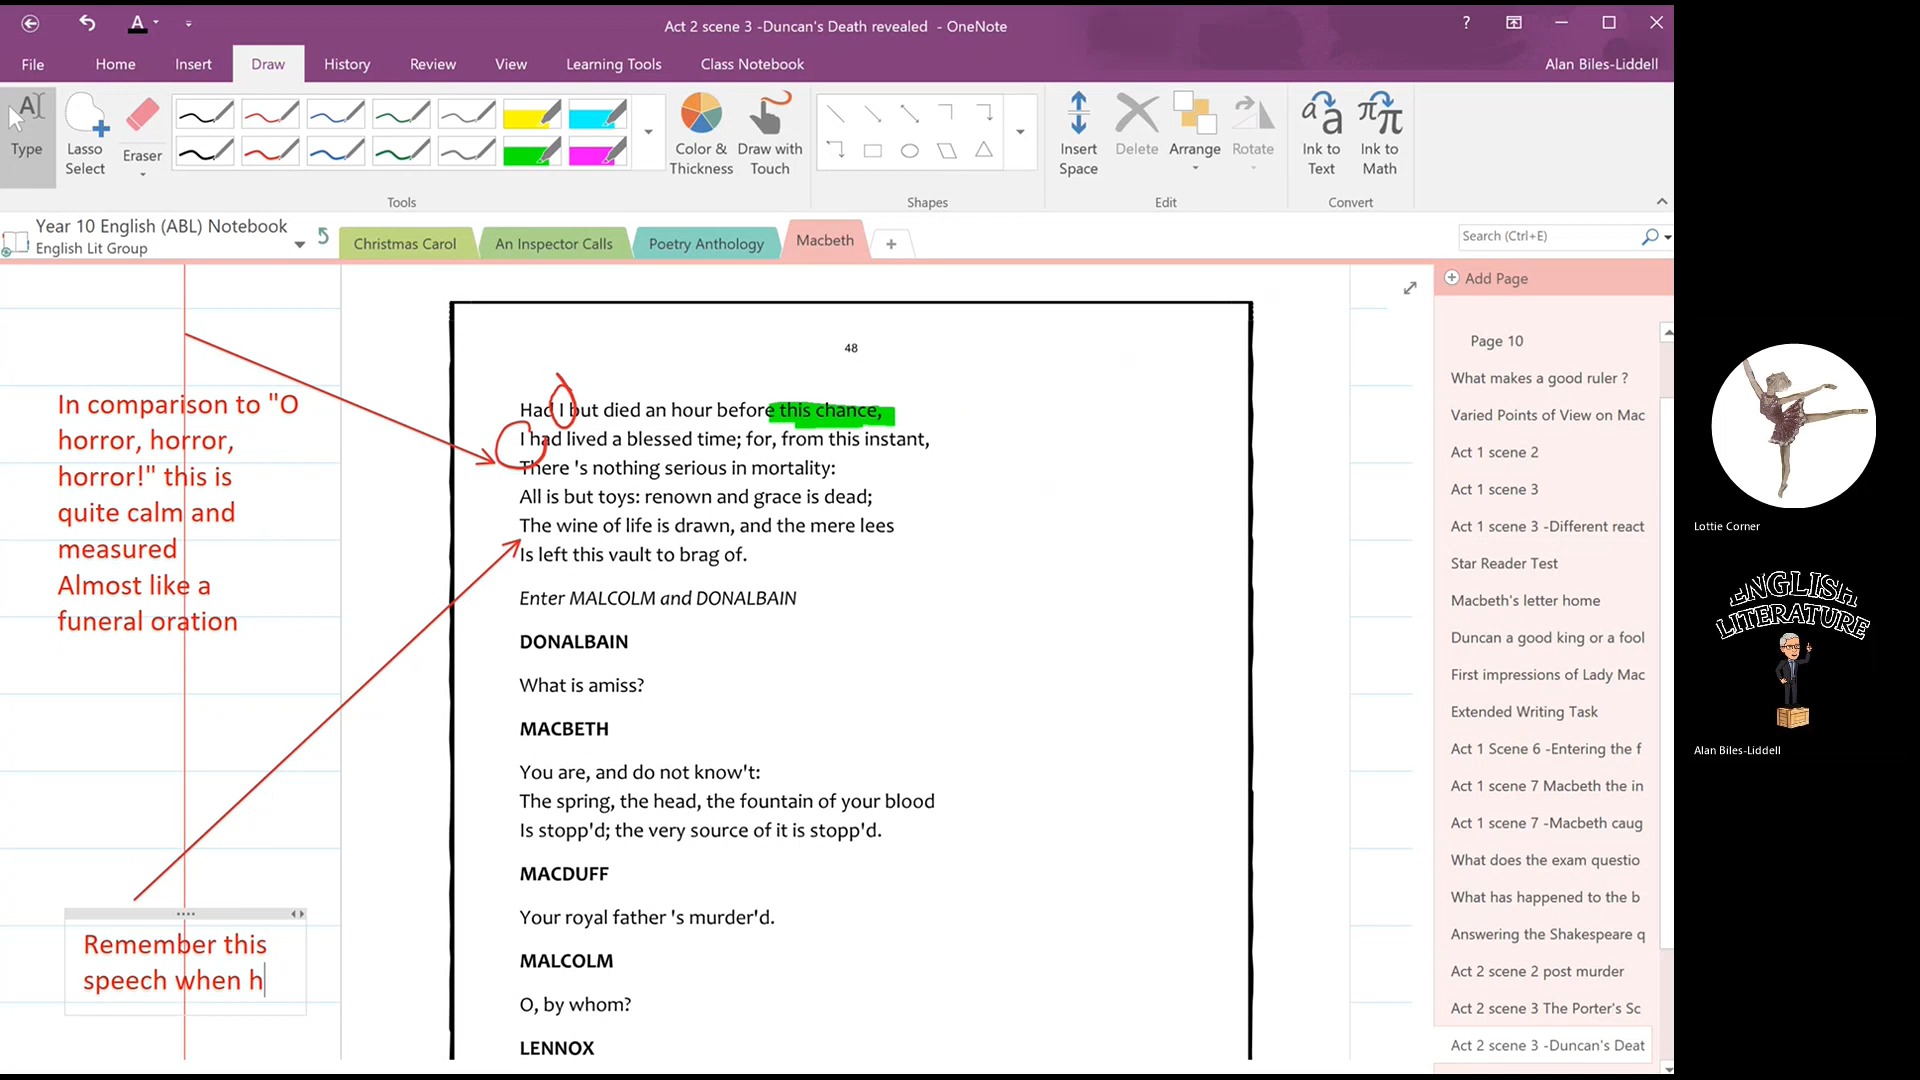 Act 2 scene 3 -Duncan's Death revealed - OneNote
?
File Home Insert Draw History Review View Learning Tools Class Notebook
Alan Biles-Liddell
Type
Lasso Select
Eraser
Color & Thickness
Draw with Touch
Insert Space
Delete
Arrange
Rotate
Ink to Text
Ink to Math
Tools Shapes Edit Convert
Year 10 English (ABL) Notebook
English Lit Group
Christmas Carol An Inspector Calls Poetry Anthology Macbeth +
Search (Ctrl+E)
In comparison to "O
horror, horror,
horror!" this is
quite calm and
measured
Almost like a
funeral oration
Remember this
speech when h
48
Had I but died an hour before this chance,
I had lived a blessed time; for, from this instant,
There 's nothing serious in mortality:
All is but toys: renown and grace is dead;
The wine of life is drawn, and the mere lees
Is left this vault to brag of.
Enter MALCOLM and DONALBAIN
DONALBAIN
What is amiss?
MACBETH
You are, and do not know't:
The spring, the head, the fountain of your blood
Is stopp'd; the very source of it is stopp'd.
MACDUFF
Your royal father 's murder'd.
MALCOLM
O, by whom?
LENNOX
Add Page
Page 10
What makes a good ruler ?
Varied Points of View on Mac
Act 1 scene 2
Act 1 scene 3
Act 1 scene 3 -Different react
Star Reader Test
Macbeth's letter home
Duncan a good king or a fool
First impressions of Lady Mac
Extended Writing Task
Act 1 Scene 6 -Entering the f
Act 1 scene 7 Macbeth the in
Act 1 scene 7 -Macbeth caug
What does the exam questio
What has happened to the b
Answering the Shakespeare q
Act 2 scene 2 post murder
Act 2 scene 3 The Porter's Sc
Act 2 scene 3 -Duncan's Deat
Lottie Corner
ENGLISH
LITERATURE
Alan Biles-Liddell